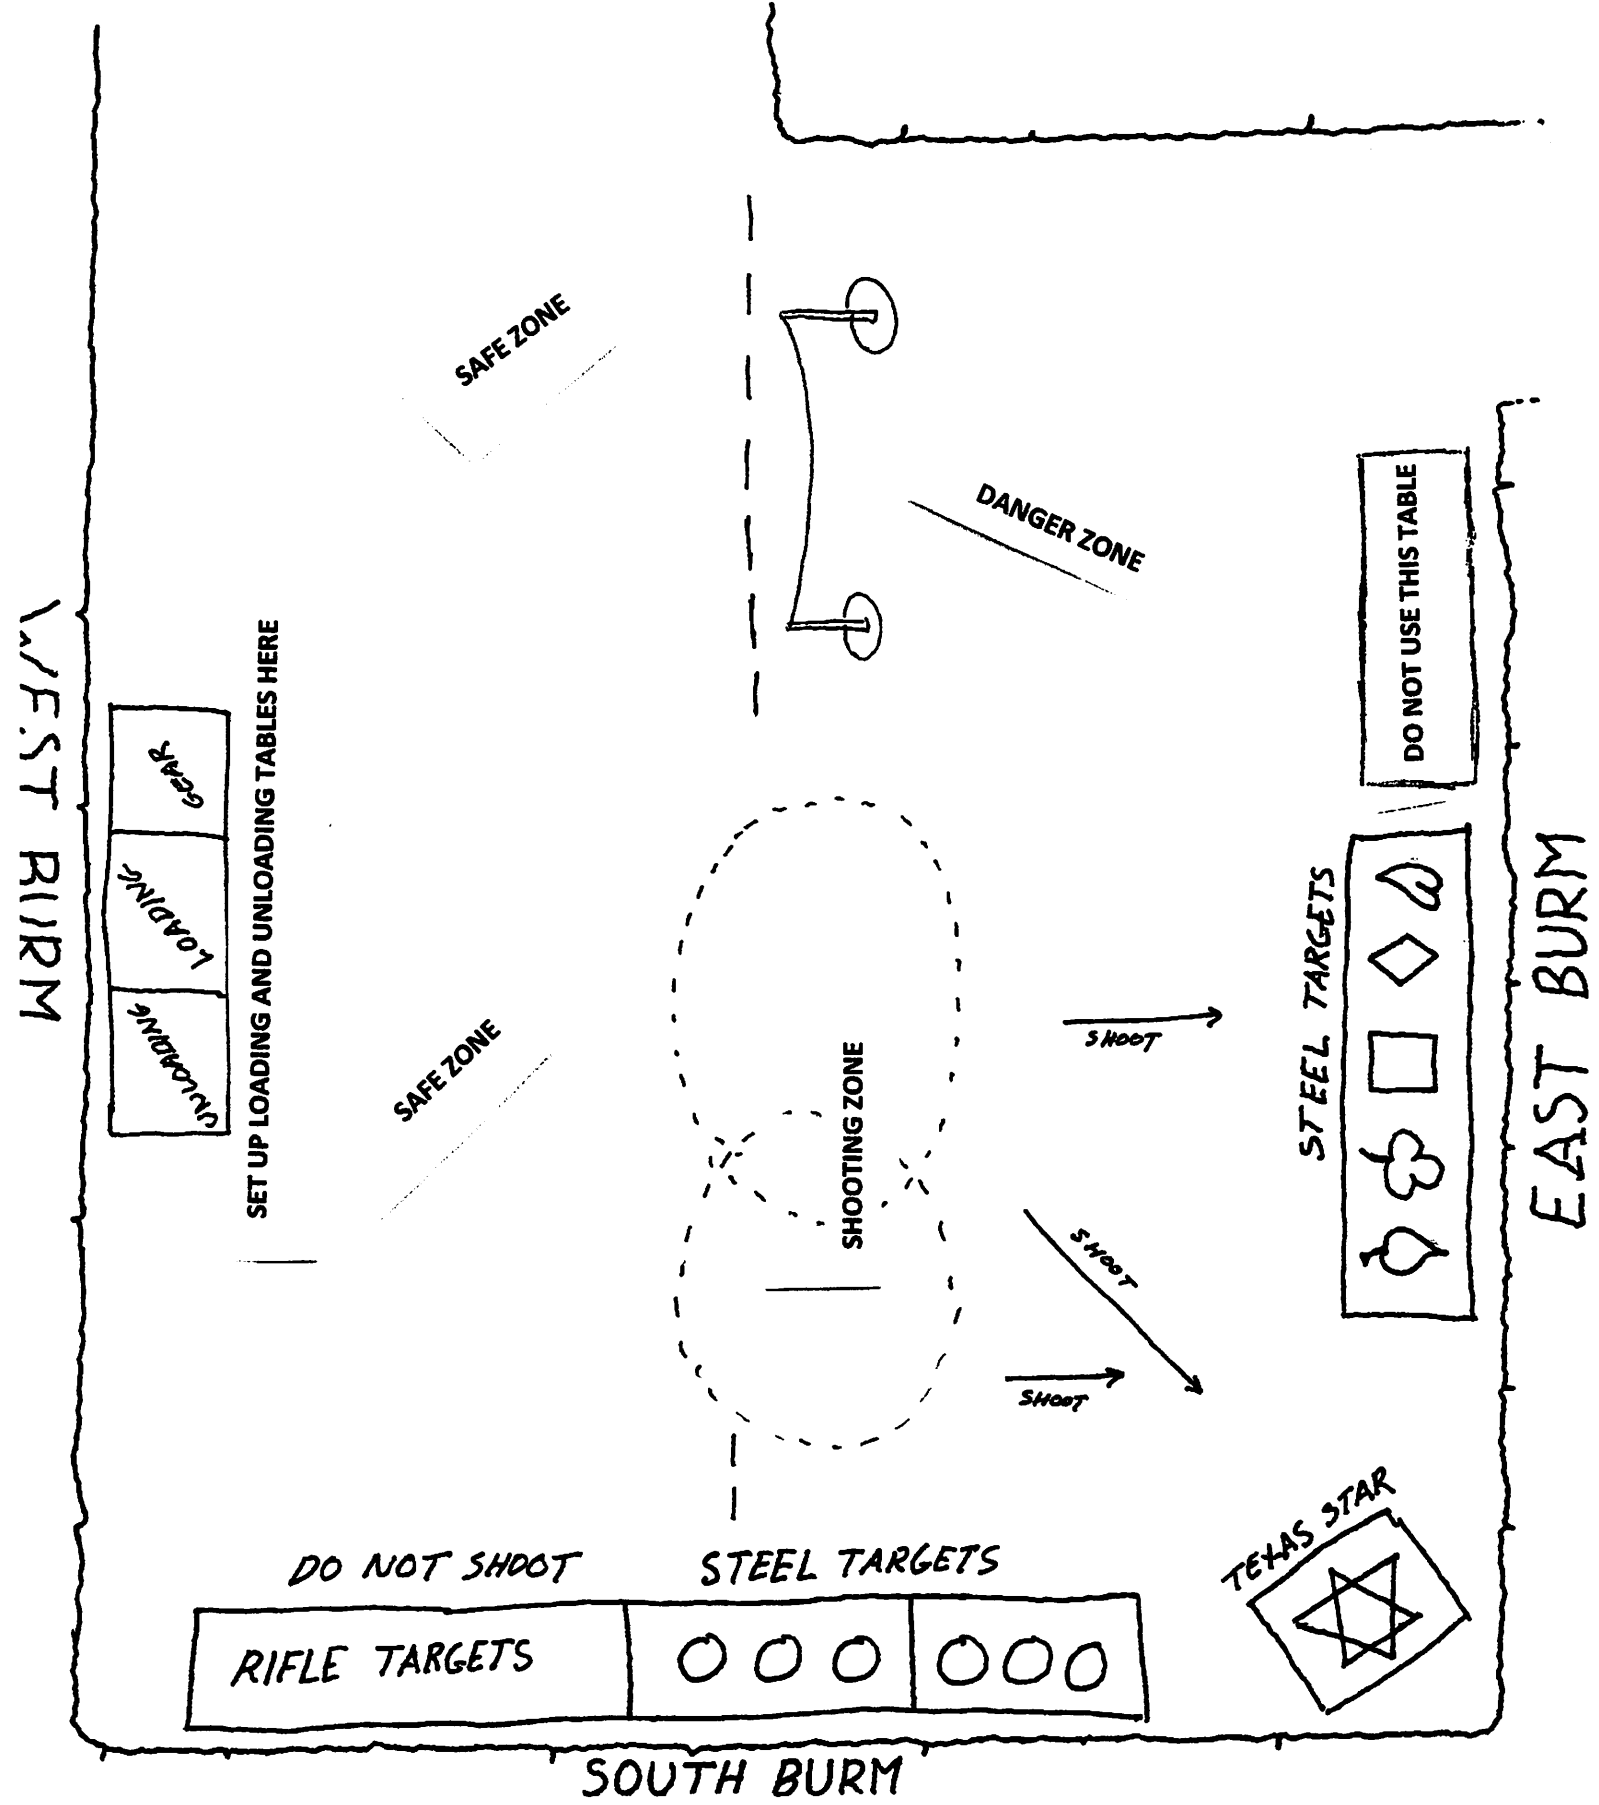 SAFE ZONE
DANGER ZONE
DO NOT USE THIS TABLE
WEST BURM
GEAR
LOADING
UNLOADING
SET UP LOADING AND UNLOADING TABLES HERE
SAFE ZONE
SHOOTING ZONE
SHOOT
SHOOT
SHOOT
STEEL TARGETS
EAST BURM
TEXAS STAR
DO NOT SHOOT
STEEL TARGETS
RIFLE TARGETS
SOUTH BURM